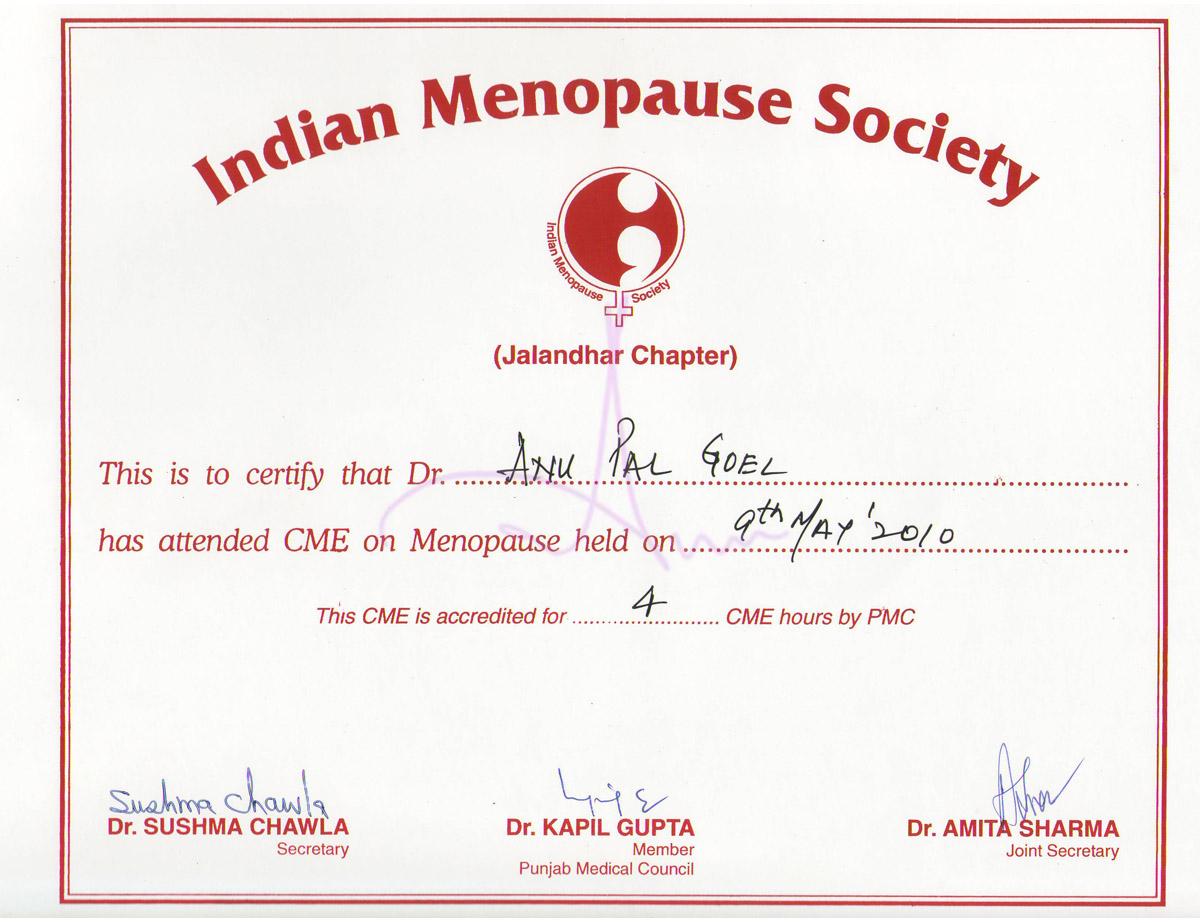 Indian Menopause Society
Indian Menopause Society
(Jalandhar Chapter)
This is to certify that Dr. ANU PAL GOEL
has attended CME on Menopause held on 9th MAY '2010
This CME is accredited for 4 CME hours by PMC
Sushma Chawla
Dr. SUSHMA CHAWLA Dr. KAPIL GUPTA Dr. AMITA SHARMA
Secretary Member Joint Secretary
Punjab Medical Council